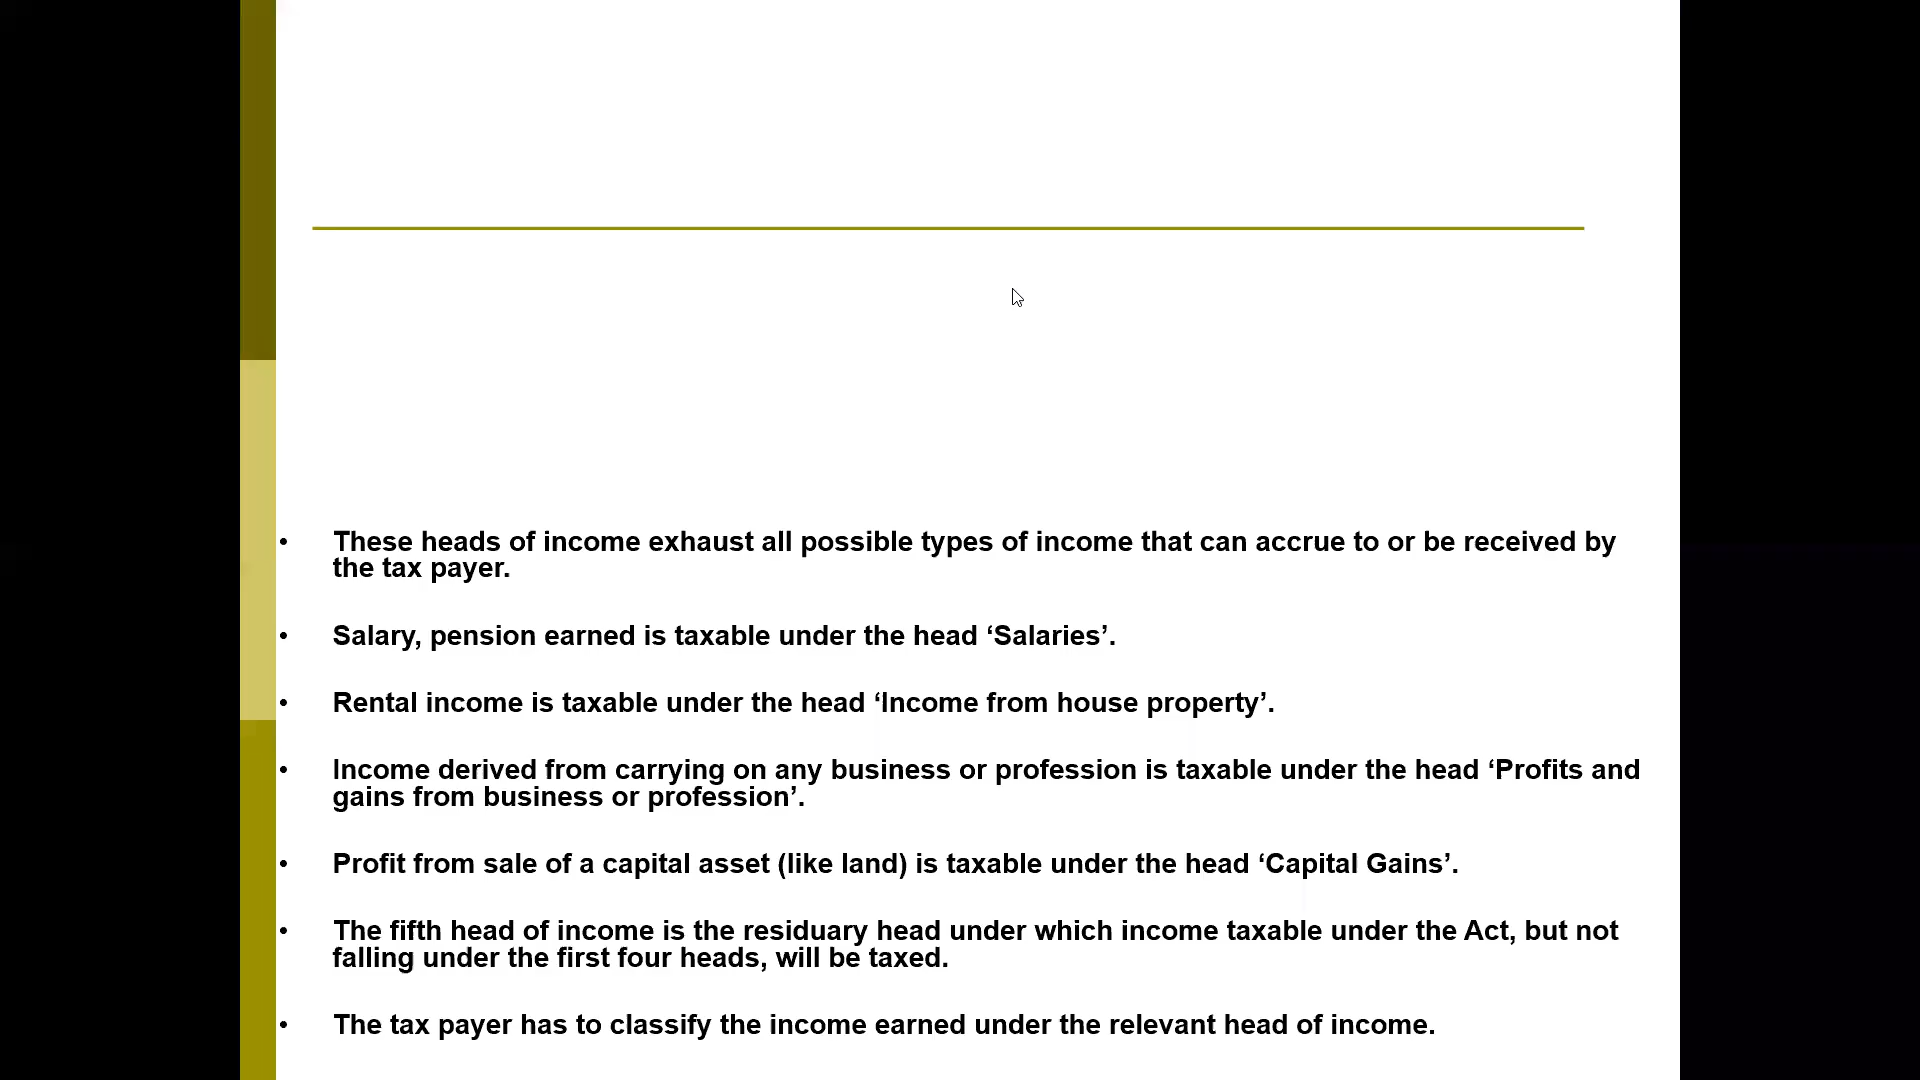 • These heads of income exhaust all possible types of income that can accrue to or be received by
the tax payer.
• Salary, pension earned is taxable under the head ‘Salaries’.
• Rental income is taxable under the head ‘Income from house property’.
• Income derived from carrying on any business or profession is taxable under the head ‘Profits and
gains from business or profession’.
• Profit from sale of a capital asset (like land) is taxable under the head ‘Capital Gains’.
• The fifth head of income is the residuary head under which income taxable under the Act, but not
falling under the first four heads, will be taxed.
• The tax payer has to classify the income earned under the relevant head of income.